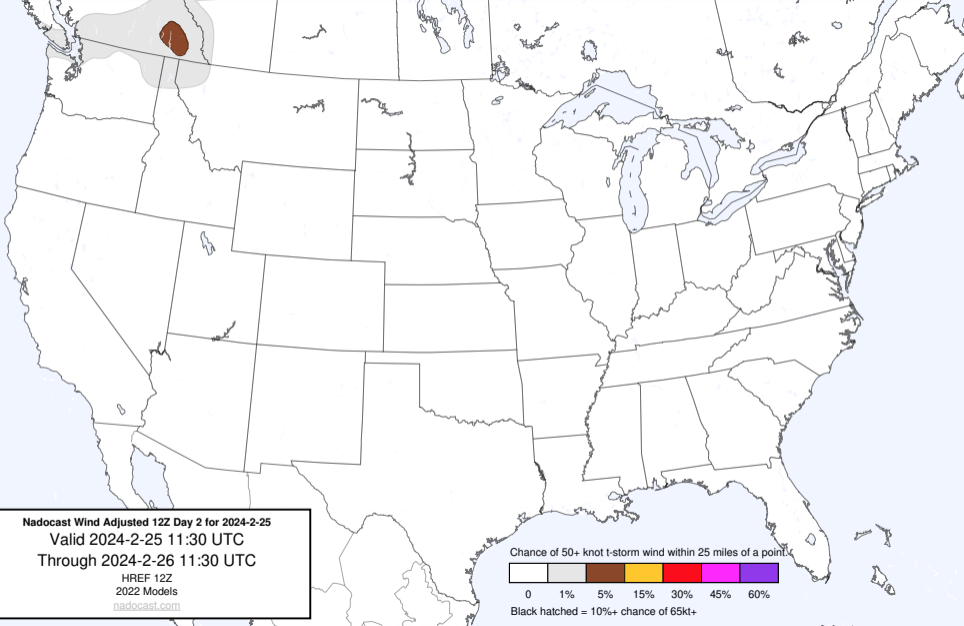 Nadocast Wind Adjusted 12Z Day 2 for 2024-2-25
Valid 2024-2-25 11:30 UTC
Through 2024-2-26 11:30 UTC
HREF 12Z
2022 Models
nadocast.com
Chance of 50+ knot t-storm wind within 25 miles of a point.
0 1% 5% 15% 30% 45% 60%
Black hatched = 10%+ chance of 65kt+